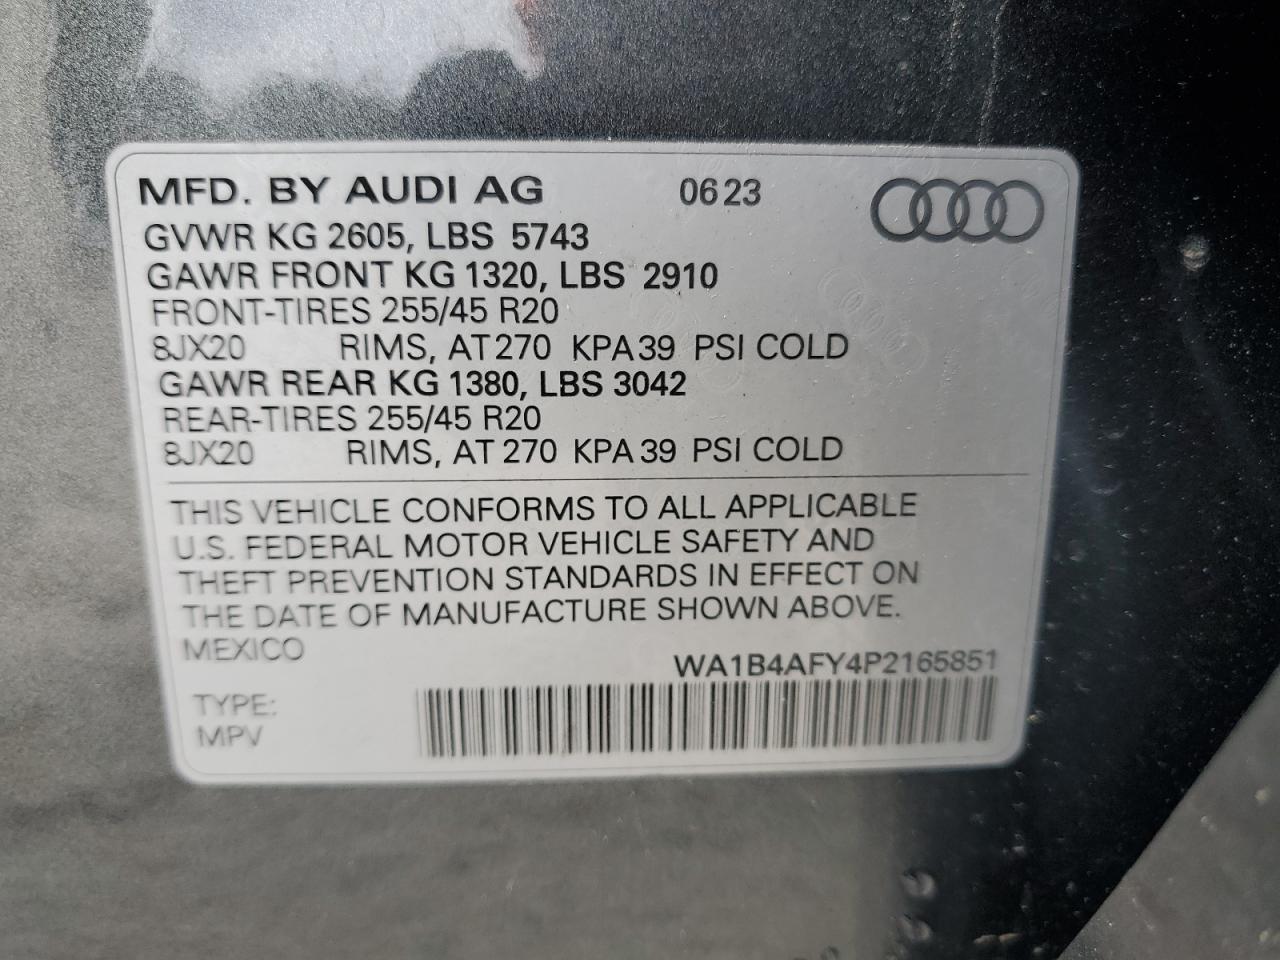 MFD. BY AUDI AG 0623
GVWR KG 2605, LBS 5743
GAWR FRONT KG 1320, LBS 2910
FRONT-TIRES 255/45 R20
8JX20 RIMS, AT 270 KPA 39 PSI COLD
GAWR REAR KG 1380, LBS 3042
REAR-TIRES 255/45 R20
8JX20 RIMS, AT 270 KPA 39 PSI COLD
THIS VEHICLE CONFORMS TO ALL APPLICABLE
U.S. FEDERAL MOTOR VEHICLE SAFETY AND
THEFT PREVENTION STANDARDS IN EFFECT ON
THE DATE OF MANUFACTURE SHOWN ABOVE.
MEXICO
WA1B4AFY4P2165851
TYPE:
MPV